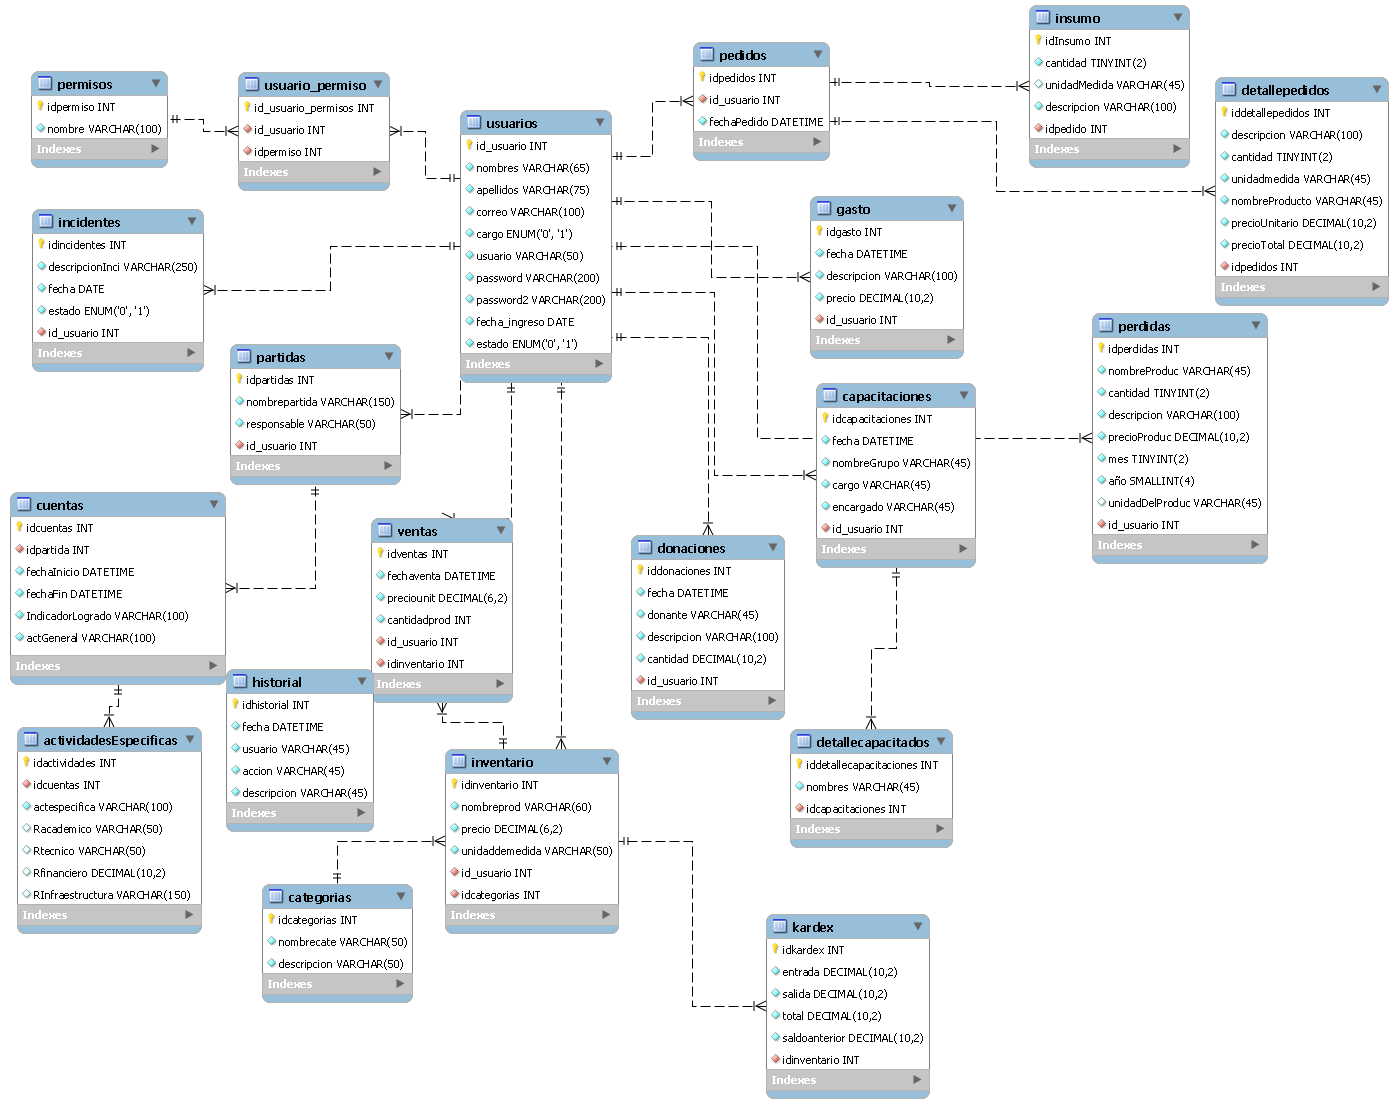 permisos
idpermiso INT
nombre VARCHAR(100)
Indexes
usuario_permiso
id_usuario_permisos INT
id_usuario INT
idpermiso INT
Indexes
usuarios
id_usuario INT
nombres VARCHAR(65)
apellidos VARCHAR(75)
correo VARCHAR(100)
cargo ENUM('0', '1')
usuario VARCHAR(50)
password VARCHAR(200)
password2 VARCHAR(200)
fecha_ingreso DATE
estado ENUM('0', '1')
Indexes
pedidos
idpedidos INT
id_usuario INT
fechaPedido DATETIME
Indexes
insumo
idInsumo INT
cantidad TINYINT(2)
unidadMedida VARCHAR(45)
descripcion VARCHAR(100)
idpedido INT
Indexes
detallepedidos
iddetallepedidos INT
descripcion VARCHAR(100)
cantidad TINYINT(2)
unidadmedida VARCHAR(45)
nombreProducto VARCHAR(45)
precioUnitario DECIMAL(10,2)
precioTotal DECIMAL(10,2)
idpedidos INT
Indexes
incidentes
idincidentes INT
descripcionInci VARCHAR(250)
fecha DATE
estado ENUM('0', '1')
id_usuario INT
Indexes
gasto
idgasto INT
fecha DATETIME
descripcion VARCHAR(100)
precio DECIMAL(10,2)
id_usuario INT
Indexes
perdidas
idperdidas INT
nombreProduc VARCHAR(45)
cantidad TINYINT(2)
descripcion VARCHAR(100)
precioProduc DECIMAL(10,2)
mes TINYINT(2)
año SMALLINT(4)
unidadDelProduc VARCHAR(45)
id_usuario INT
Indexes
partidas
idpartidas INT
nombrepartida VARCHAR(150)
responsable VARCHAR(50)
id_usuario INT
Indexes
capacitaciones
idcapacitaciones INT
fecha DATETIME
nombreGrupo VARCHAR(45)
cargo VARCHAR(45)
encargado VARCHAR(45)
id_usuario INT
Indexes
cuentas
idcuentas INT
idpartida INT
fechaInicio DATETIME
fechaFin DATETIME
IndicadorLogrado VARCHAR(100)
actGeneral VARCHAR(100)
Indexes
ventas
idventas INT
fechaventa DATETIME
preciounit DECIMAL(6,2)
cantidadprod INT
id_usuario INT
idinventario INT
Indexes
donaciones
iddonaciones INT
fecha DATETIME
donante VARCHAR(45)
descripcion VARCHAR(100)
cantidad DECIMAL(10,2)
id_usuario INT
Indexes
historial
idhistorial INT
fecha DATETIME
usuario VARCHAR(45)
accion VARCHAR(45)
descripcion VARCHAR(45)
Indexes
actividadesEspecificas
idactividades INT
idcuentas INT
actespecifica VARCHAR(100)
Racademico VARCHAR(50)
Rtecnico VARCHAR(50)
Rfinanciero DECIMAL(10,2)
RInfraestructura VARCHAR(150)
Indexes
detallecapacitados
iddetallecapacitaciones INT
nombres VARCHAR(45)
idcapacitaciones INT
Indexes
inventario
idinventario INT
nombreprod VARCHAR(60)
precio DECIMAL(6,2)
unidaddemedida VARCHAR(50)
id_usuario INT
idcategorias INT
Indexes
categorias
idcategorias INT
nombrecate VARCHAR(50)
descripcion VARCHAR(50)
Indexes
kardex
idkardex INT
entrada DECIMAL(10,2)
salida DECIMAL(10,2)
total DECIMAL(10,2)
saldoanterior DECIMAL(10,2)
idinventario INT
Indexes